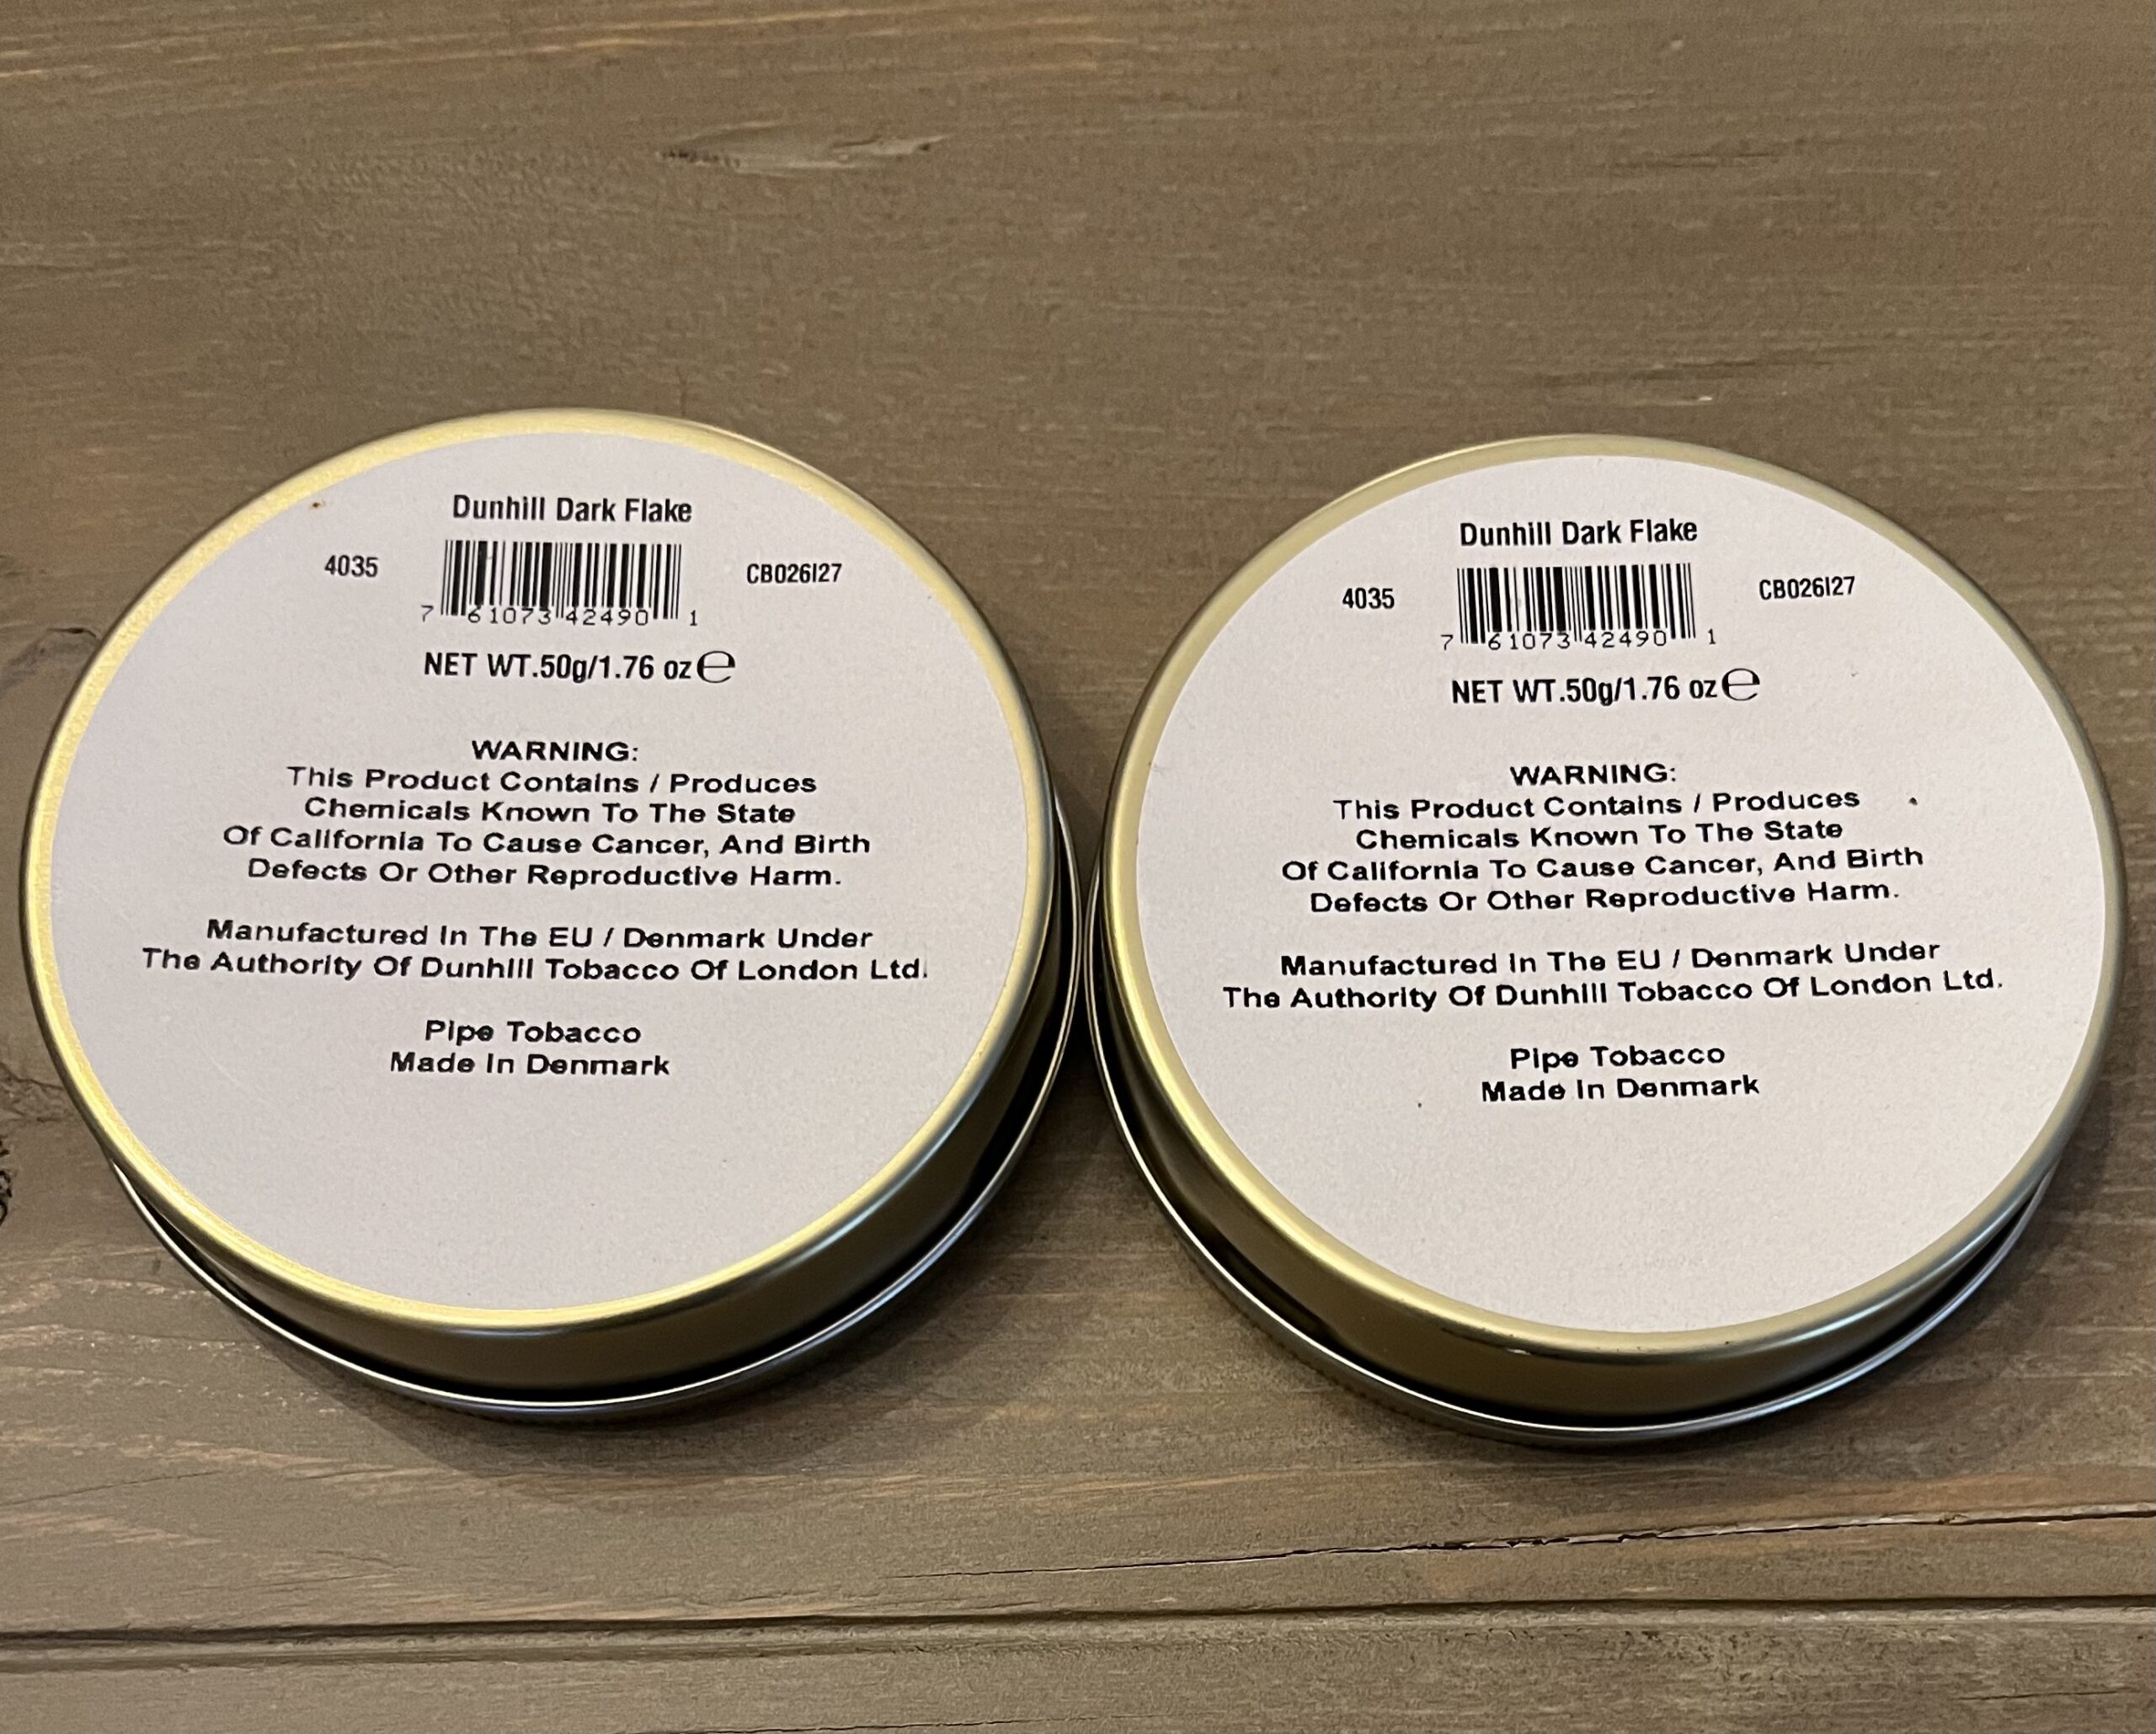 Dunhill Dark Flake
4035
CB026I27
7 61073 42490 1
NET WT.50g/1.76 oz℮
WARNING:
This Product Contains / Produces
Chemicals Known To The State
Of California To Cause Cancer, And Birth
Defects Or Other Reproductive Harm.
Manufactured In The EU / Denmark Under
The Authority Of Dunhill Tobacco Of London Ltd.
Pipe Tobacco
Made In Denmark
Dunhill Dark Flake
4035
CB026I27
7 61073 42490 1
NET WT.50g/1.76 oz℮
WARNING:
This Product Contains / Produces
Chemicals Known To The State
Of California To Cause Cancer, And Birth
Defects Or Other Reproductive Harm.
Manufactured In The EU / Denmark Under
The Authority Of Dunhill Tobacco Of London Ltd.
Pipe Tobacco
Made In Denmark